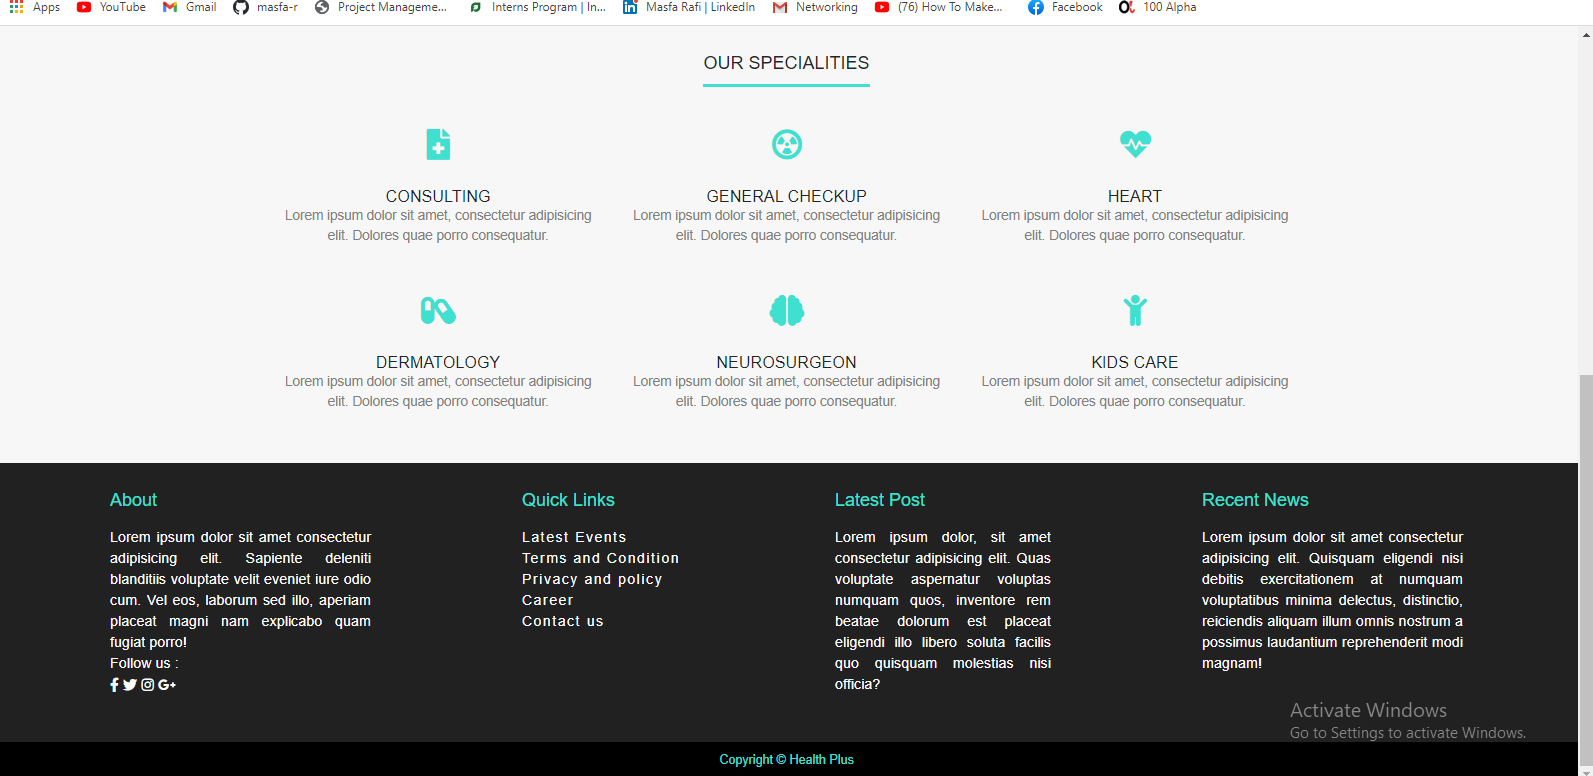 Apps YouTube Gmail masfa-r Project Manageme... Interns Program | In... Masfa Rafi | LinkedIn Networking (76) How To Make... Facebook 100 Alpha
OUR SPECIALITIES
CONSULTING
Lorem ipsum dolor sit amet, consectetur adipisicing
elit. Dolores quae porro consequatur.
GENERAL CHECKUP
Lorem ipsum dolor sit amet, consectetur adipisicing
elit. Dolores quae porro consequatur.
HEART
Lorem ipsum dolor sit amet, consectetur adipisicing
elit. Dolores quae porro consequatur.
DERMATOLOGY
Lorem ipsum dolor sit amet, consectetur adipisicing
elit. Dolores quae porro consequatur.
NEUROSURGEON
Lorem ipsum dolor sit amet, consectetur adipisicing
elit. Dolores quae porro consequatur.
KIDS CARE
Lorem ipsum dolor sit amet, consectetur adipisicing
elit. Dolores quae porro consequatur.
About
Lorem ipsum dolor sit amet consectetur
adipisicing elit. Sapiente deleniti
blanditiis voluptate velit eveniet iure odio
cum. Vel eos, laborum sed illo, aperiam
placeat magni nam explicabo quam
fugiat porro!
Follow us :
Quick Links
Latest Events
Terms and Condition
Privacy and policy
Career
Contact us
Latest Post
Lorem ipsum dolor, sit amet
consectetur adipisicing elit. Quas
voluptate aspernatur voluptas
numquam quos, inventore rem
beatae dolorum est placeat
eligendi illo libero soluta facilis
quo quisquam molestias nisi
officia?
Recent News
Lorem ipsum dolor sit amet consectetur
adipisicing elit. Quisquam eligendi nisi
debitis exercitationem at numquam
voluptatibus minima delectus, distinctio,
reiciendis aliquam illum omnis nostrum a
possimus laudantium reprehenderit modi
magnam!
Activate Windows
Go to Settings to activate Windows.
Copyright © Health Plus